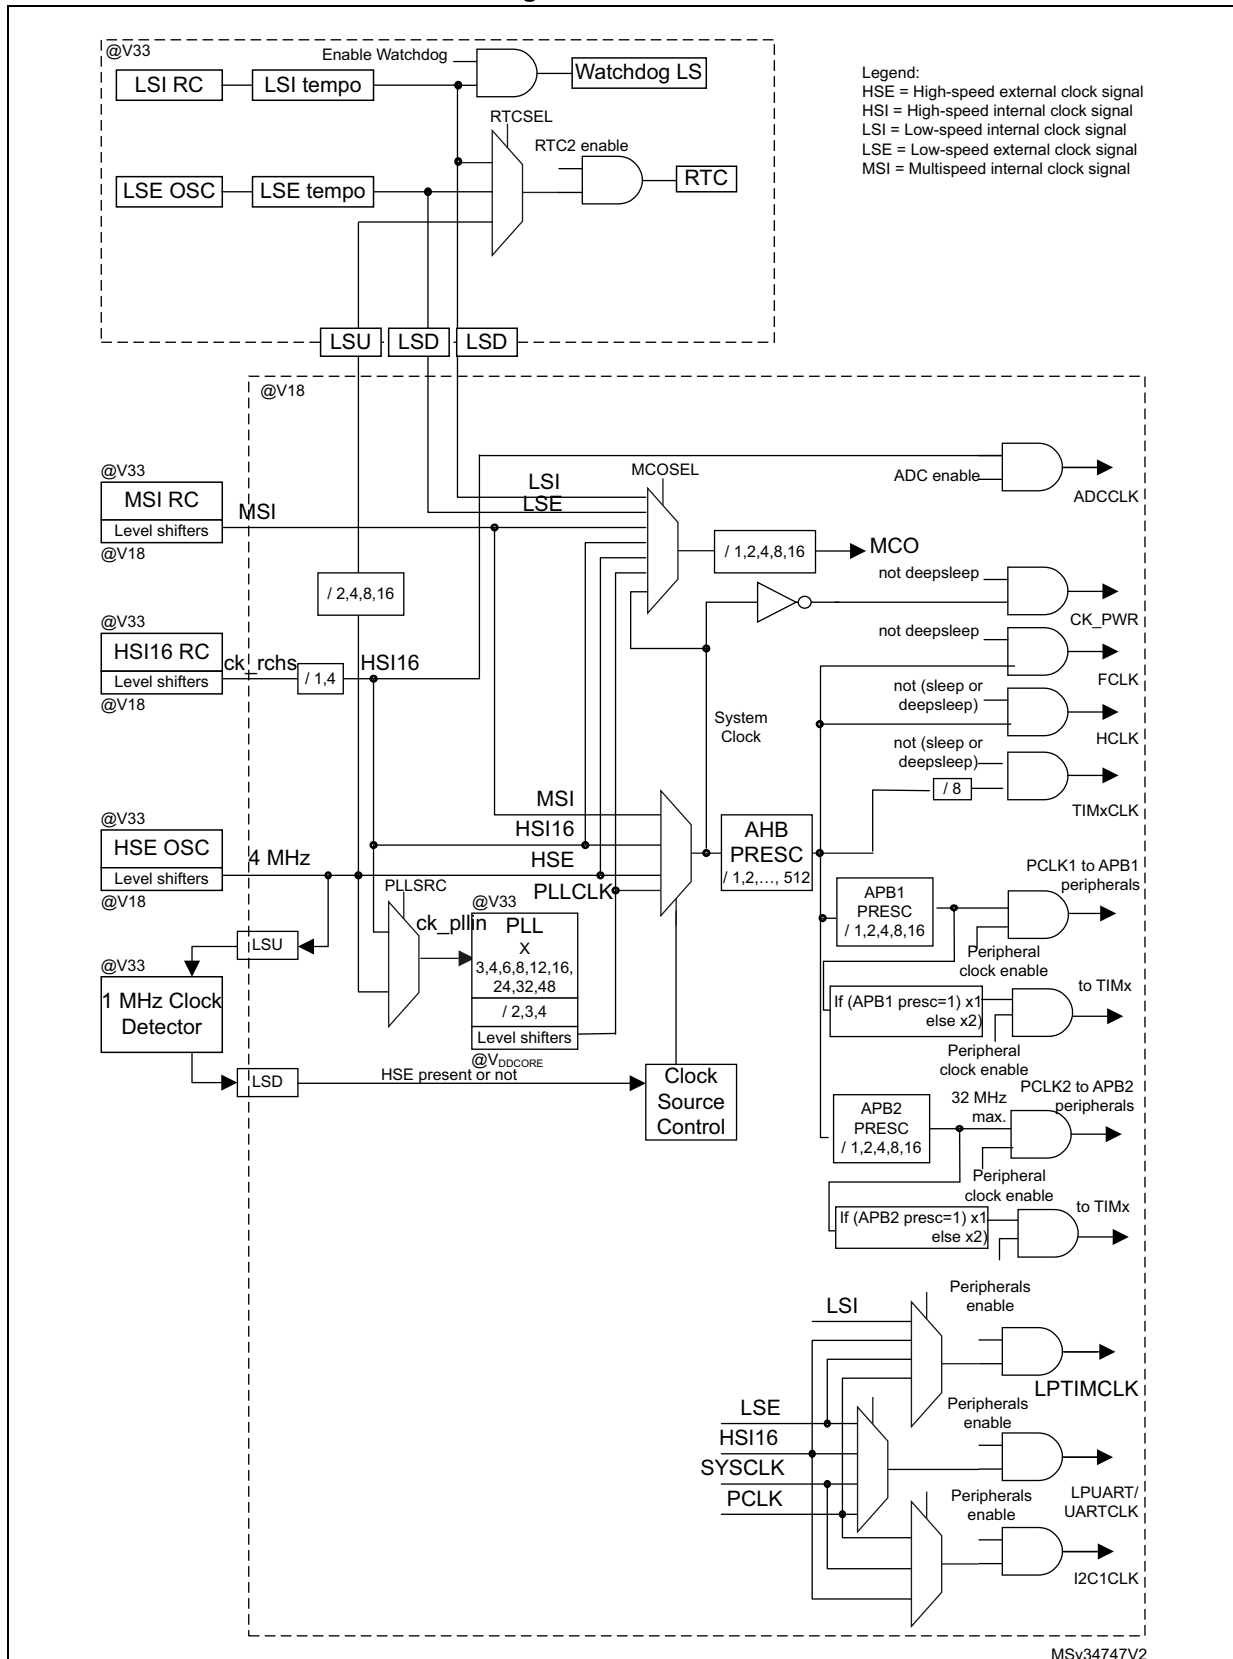 @V33
Enable Watchdog
LSI RC
LSI tempo
Watchdog LS
Legend:
HSE = High-speed external clock signal
HSI = High-speed internal clock signal
LSI = Low-speed internal clock signal
LSE = Low-speed external clock signal
MSI = Multispeed internal clock signal
RTCSEL
RTC2 enable
LSE OSC
LSE tempo
RTC
LSU
LSD
LSD
@V18
@V33
MSI RC
Level shifters
@V18
MSI
LSI
LSE
MCOSEL
ADC enable
ADCCLK
/ 1,2,4,8,16
MCO
/ 2,4,8,16
not deepsleep
CK_PWR
@V33
HSI16 RC
Level shifters
@V18
ck_rchs
/ 1,4
HSI16
not deepsleep
FCLK
not (sleep or
deepsleep)
HCLK
System
Clock
not (sleep or
deepsleep)
/ 8
TIMxCLK
@V33
HSE OSC
Level shifters
@V18
4 MHz
MSI
HSI16
HSE
PLLCLK
AHB
PRESC
/ 1,2,..., 512
PLLSRC
ck_pllin
@V33
PLL
X
3,4,6,8,12,16,
24,32,48
/ 2,3,4
Level shifters
@VDDCORE
PCLK1 to APB1
peripherals
APB1
PRESC
/ 1,2,4,8,16
Peripheral
clock enable
LSU
@V33
1 MHz Clock
Detector
If (APB1 presc=1) x1
else x2)
to TIMx
Peripheral
clock enable
LSD
HSE present or not
Clock
Source
Control
32 MHz
max.
PCLK2 to APB2
peripherals
APB2
PRESC
/ 1,2,4,8,16
Peripheral
clock enable
If (APB2 presc=1) x1
else x2)
to TIMx
LSI
Peripherals
enable
LPTIMCLK
LSE
HSI16
SYSCLK
PCLK
Peripherals
enable
LPUART/
UARTCLK
Peripherals
enable
I2C1CLK
MSv34747V2